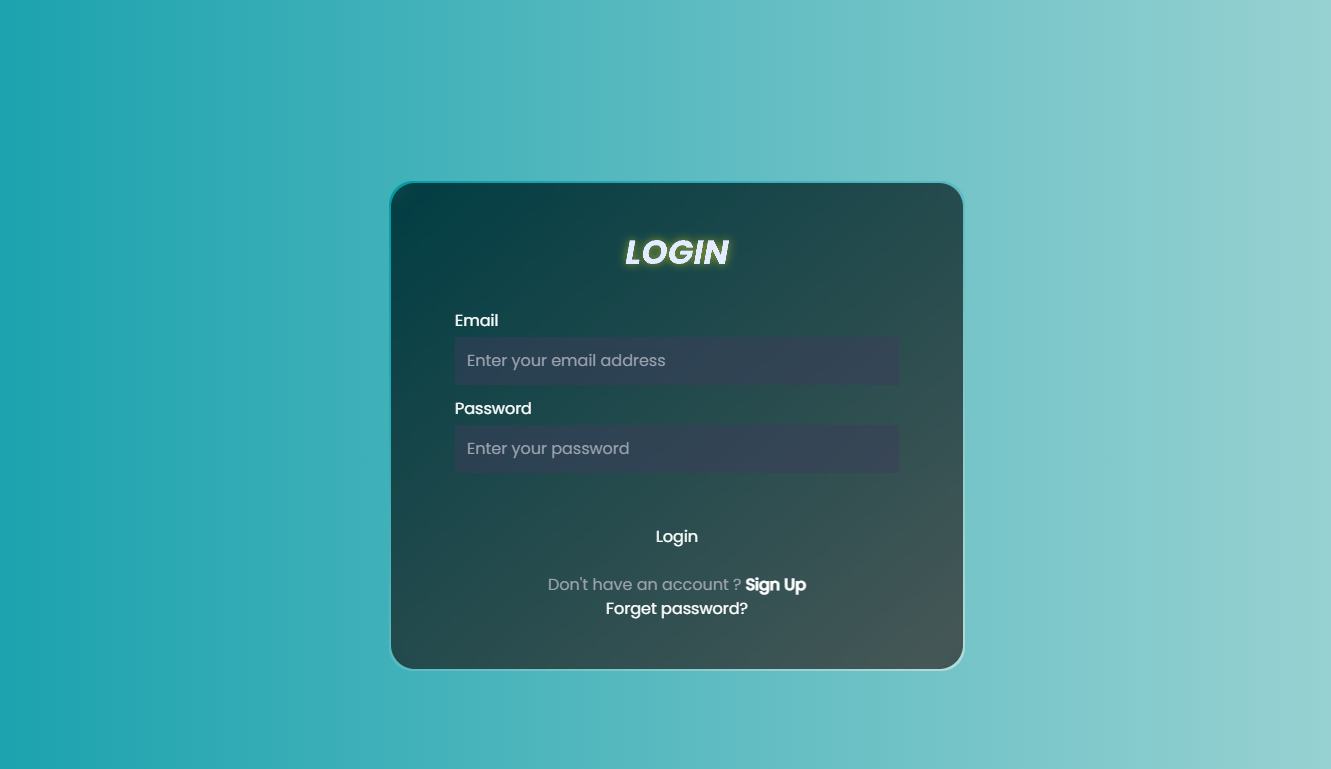 LOGIN
Email
Enter your email address
Password
Enter your password
Login
Don't have an account ? Sign Up
Forget password?